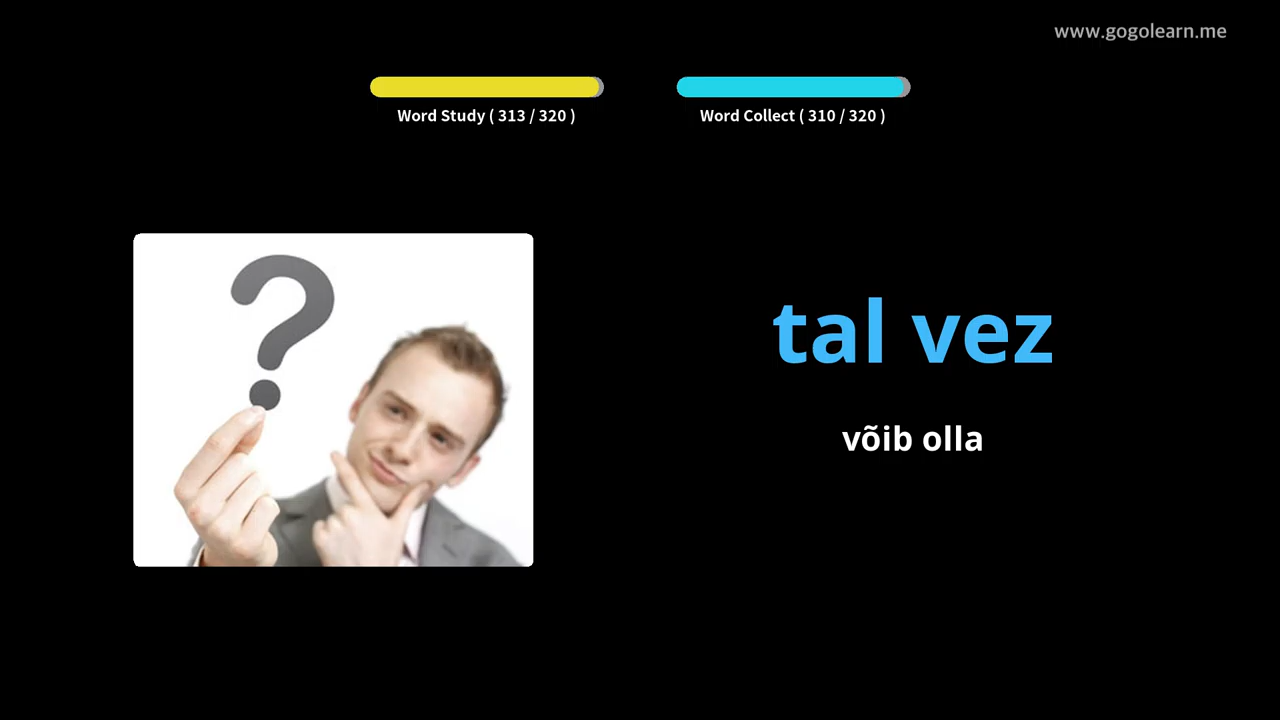 www.gogolearn.me
Word Study ( 313 / 320 )
Word Collect ( 310 / 320 )
?
tal vez
võib olla